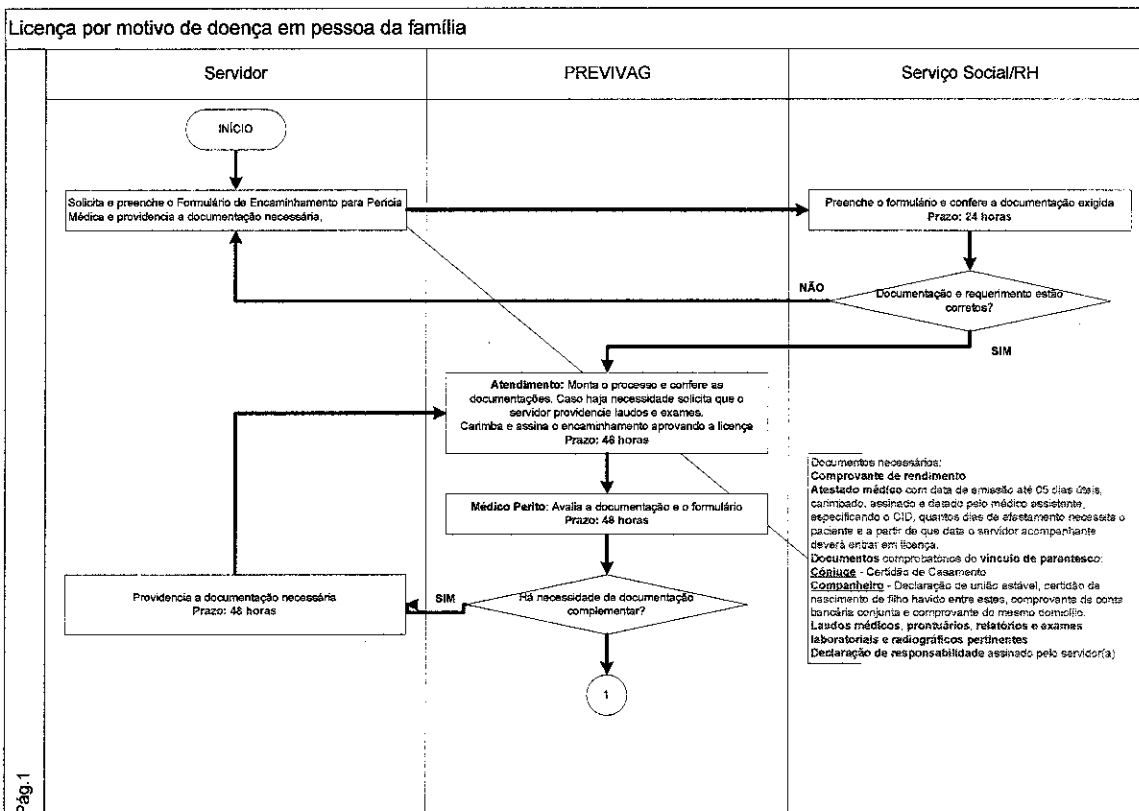 Licença por motivo de doença em pessoa da família
Servidor
PREVIVAG
Serviço Social/RH
INÍCIO
Solicita e preenche o Formulário de Encaminhamento para Perícia
Médica e providencia a documentação necessária,
Preenche o formulário e confere a documentação exigida
Prazo: 24 horas
NÃO
Documentação e requerimento estão
corretos?
SIM
Atendimento: Monta o processo e confere as
documentações. Caso haja necessidade solicita que o
servidor providencie laudos e exames.
Carimba e assina o encaminhamento aprovando a licença
Prazo: 48 horas
Médico Perito: Avalia a documentação e o formulário
Prazo: 48 horas
Providencia a documentação necessária
Prazo: 48 horas
SIM
Há necessidade de documentação
complementar?
1
Documentos necessários:
Comprovante de rendimento
Atestado médico com data de emissão até 05 dias úteis,
carimbado, assinado e datado pelo médico assistente,
especificando o CID, quantos dias de afastamento necessita o
paciente e a partir de que data o servidor acompanhante
deverá entrar em licença.
Documentos comprobatórios do vínculo de parentesco:
Cônjuge - Certidão de Casamento
Companheiro - Declaração de união estável, certidão de
nascimento de filho havido entre estes, comprovante de conta
bancária conjunta e comprovante do mesmo domicílio.
Laudos médicos, prontuários, relatórios e exames
laboratoriais e radiográficos pertinentes
Declaração de responsabilidade assinado pelo servidor(a)
Pág.1